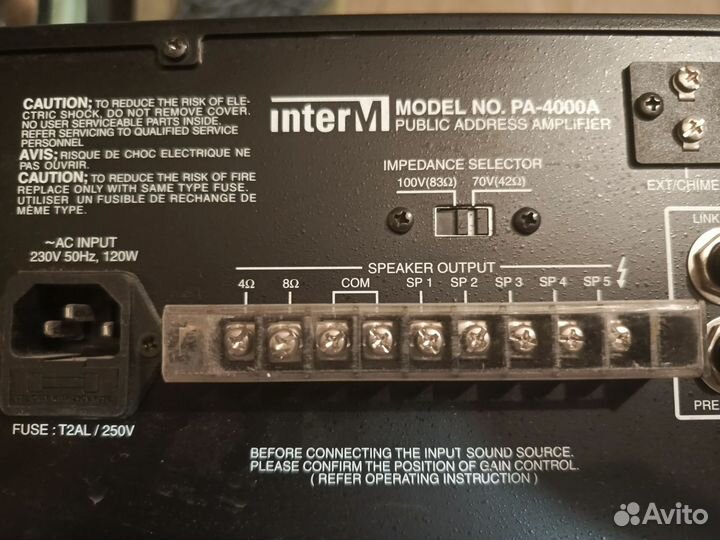 CAUTION; TO REDUCE THE RISK OF ELE-
CTRIC SHOCK, DO NOT REMOVE COVER.
NO USER SERVICEABLE PARTS INSIDE.
REFER SERVICING TO QUALIFIED SERVICE
PERSONNEL
AVIS; RISQUE DE CHOC ELECTRIQUE NE
PAS OUVRIR.
CAUTION; TO REDUCE THE RISK OF FIRE
REPLACE ONLY WITH SAME TYPE FUSE.
UTILISER UN FUSIBLE DE RECHANGE DE
MÊME TYPE.
interM MODEL NO. PA-4000A
PUBLIC ADDRESS AMPLIFIER
IMPEDANCE SELECTOR
100V(83Ω) 70V(42Ω)
EXT/CHIME
LINK
~AC INPUT
230V 50Hz, 120W
SPEAKER OUTPUT
4Ω 8Ω COM SP 1 SP 2 SP 3 SP 4 SP 5
PRE
FUSE : T2AL / 250V
BEFORE CONNECTING THE INPUT SOUND SOURCE.
PLEASE CONFIRM THE POSITION OF GAIN CONTROL.
( REFER OPERATING INSTRUCTION )
Avito